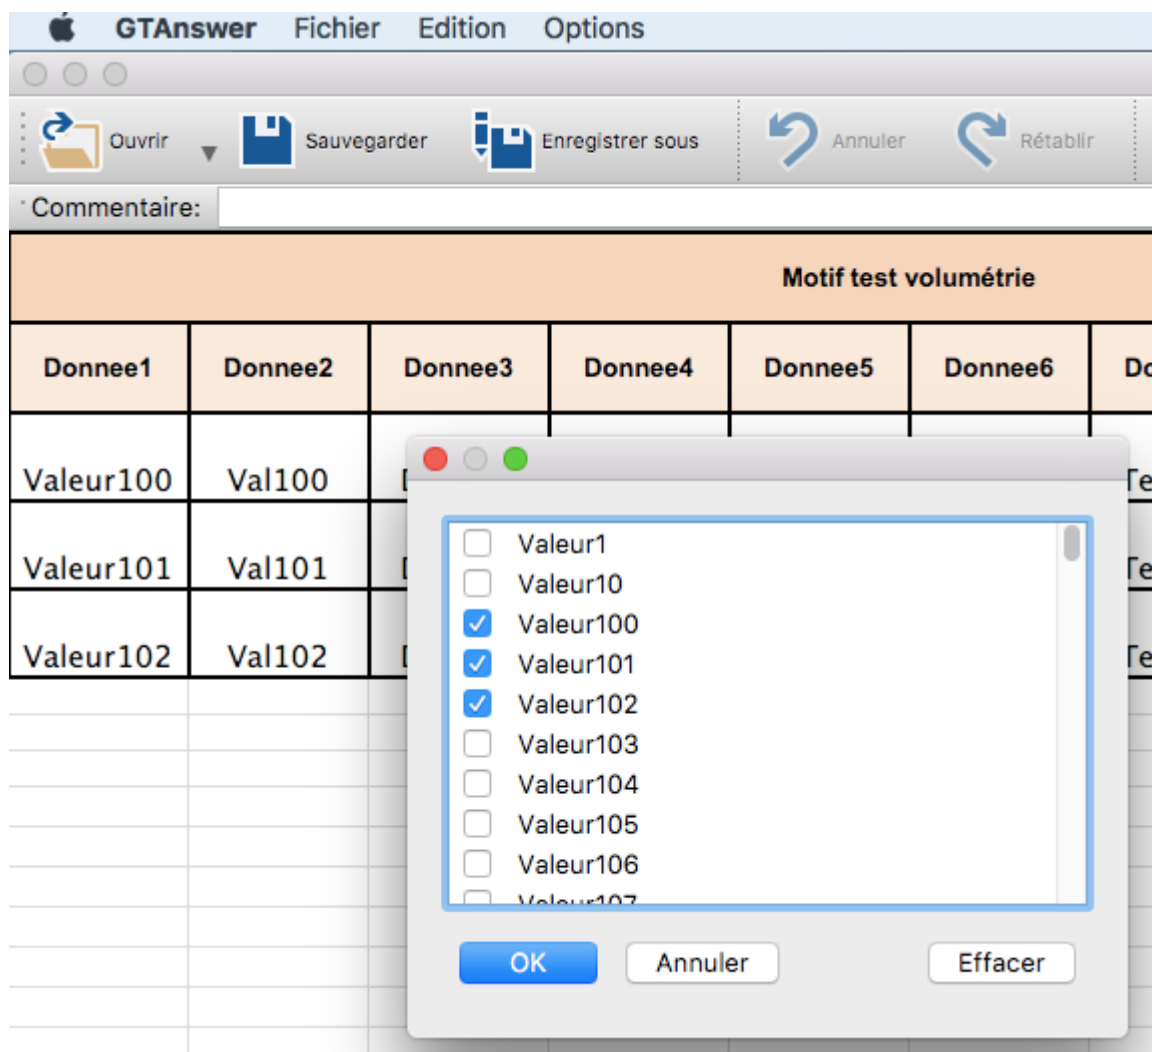 GTAnswer Fichier Edition Options
Ouvrir Sauvegarder Enregistrer sous Annuler Rétablir
Commentaire:
Motif test volumétrie
Donnee1 Donnee2 Donnee3 Donnee4 Donnee5 Donnee6
Valeur100 Val100
Valeur101 Val101
Valeur102 Val102
Valeur1
Valeur10
Valeur100
Valeur101
Valeur102
Valeur103
Valeur104
Valeur105
Valeur106
Valeur107
OK Annuler Effacer